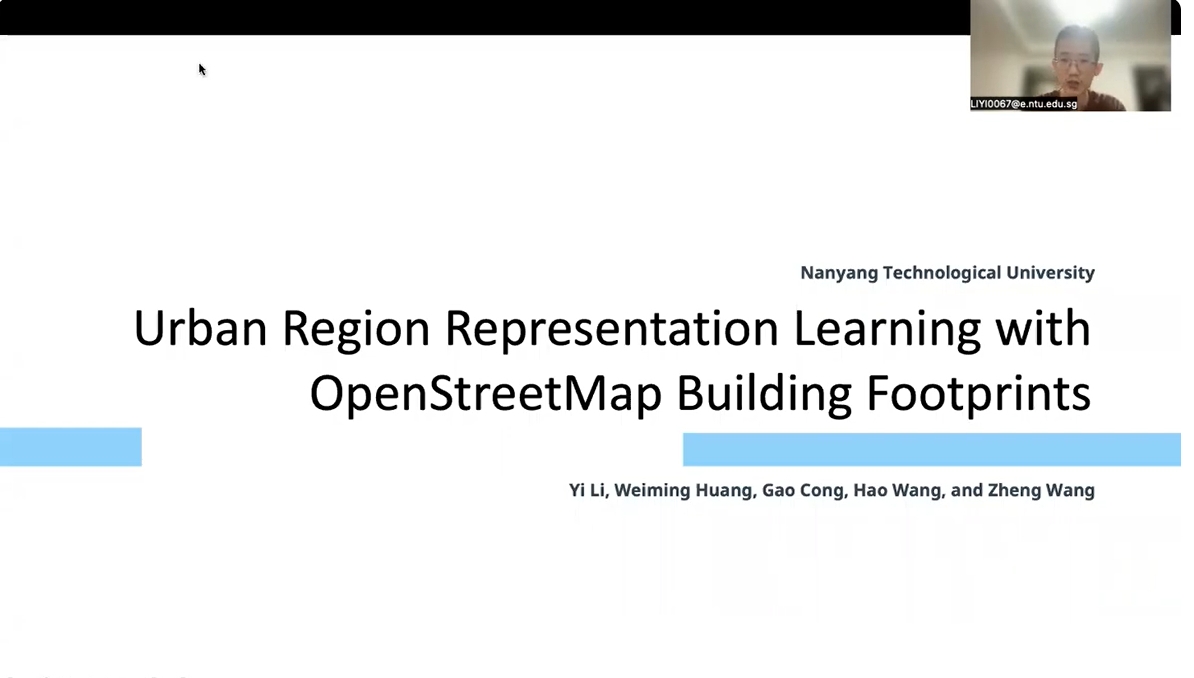 LIYI0067@e.ntu.edu.sg
Nanyang Technological University
Urban Region Representation Learning with
OpenStreetMap Building Footprints
Yi Li, Weiming Huang, Gao Cong, Hao Wang, and Zheng Wang